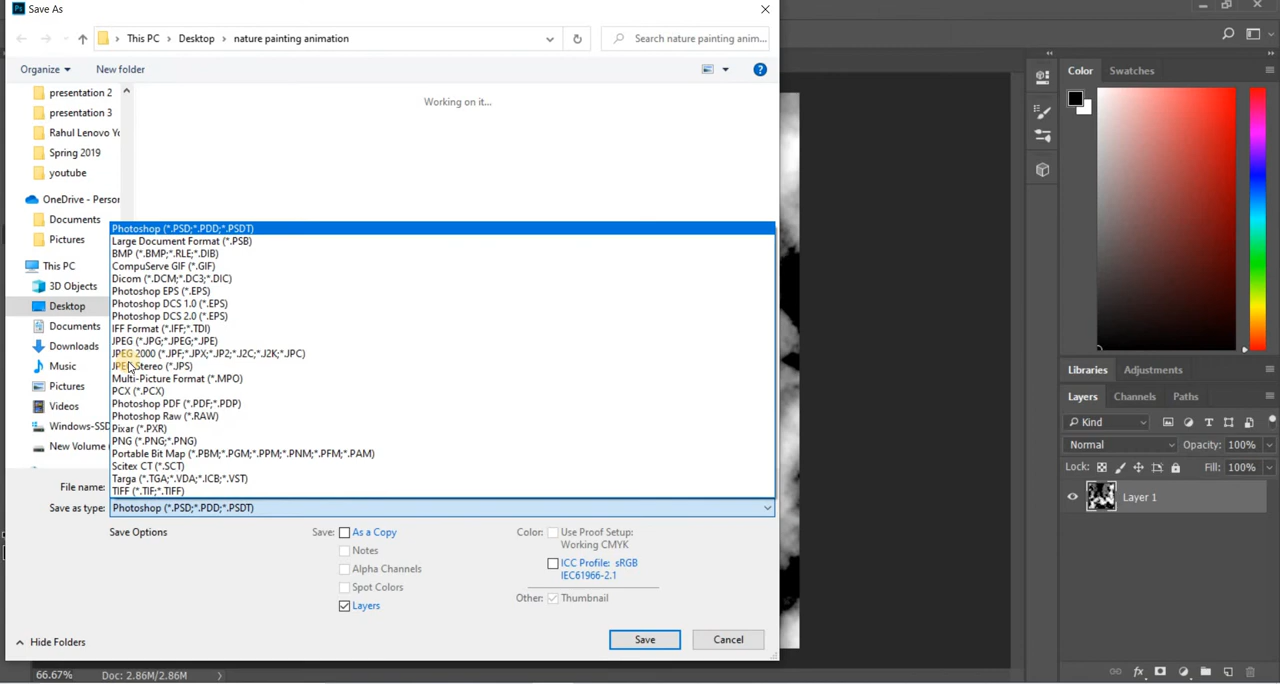 Save As
This PC
Desktop
nature painting animation
Search nature painting anim...
Organize
New folder
Color
Swatches
presentation 2
presentation 3
Rahul Lenovo Yo
Spring 2019
youtube
Working on it...
OneDrive - Person
Documents
Pictures
This PC
3D Objects
Desktop
Documents
Downloads
Music
Pictures
Videos
Windows-SSD
New Volume
Photoshop (*.PSD;*.PDD;*.PSDT)
Large Document Format (*.PSB)
BMP (*.BMP;*.RLE;*.DIB)
CompuServe GIF (*.GIF)
Dicom (*.DCM;*.DC3;*.DIC)
Photoshop EPS (*.EPS)
Photoshop DCS 1.0 (*.EPS)
Photoshop DCS 2.0 (*.EPS)
IFF Format (*.IFF;*.TDI)
JPEG (*.JPG;*.JPEG;*.JPE)
JPEG 2000 (*.JPF;*.JPX;*.JP2;*.J2C;*.J2K;*.JPC)
JPEG Stereo (*.JPS)
Multi-Picture Format (*.MPO)
PCX (*.PCX)
Photoshop PDF (*.PDF;*.PDP)
Photoshop Raw (*.RAW)
Pixar (*.PXR)
PNG (*.PNG;*.PNG)
Portable Bit Map (*.PBM;*.PGM;*.PPM;*.PNM;*.PFM;*.PAM)
Scitex CT (*.SCT)
Targa (*.TGA;*.VDA;*.ICB;*.VST)
TIFF (*.TIF;*.TIFF)
File name:
Save as type:
Photoshop (*.PSD;*.PDD;*.PSDT)
Save Options
Save:
As a Copy
Notes
Alpha Channels
Spot Colors
Layers
Color:
Use Proof Setup:
Working CMYK
ICC Profile: sRGB
IEC61966-2.1
Other:
Thumbnail
Hide Folders
Save
Cancel
Libraries
Adjustments
Layers
Channels
Paths
Kind
Normal
Opacity: 100%
Lock:
Fill: 100%
Layer 1
66.67%
Doc: 2.86M/2.86M